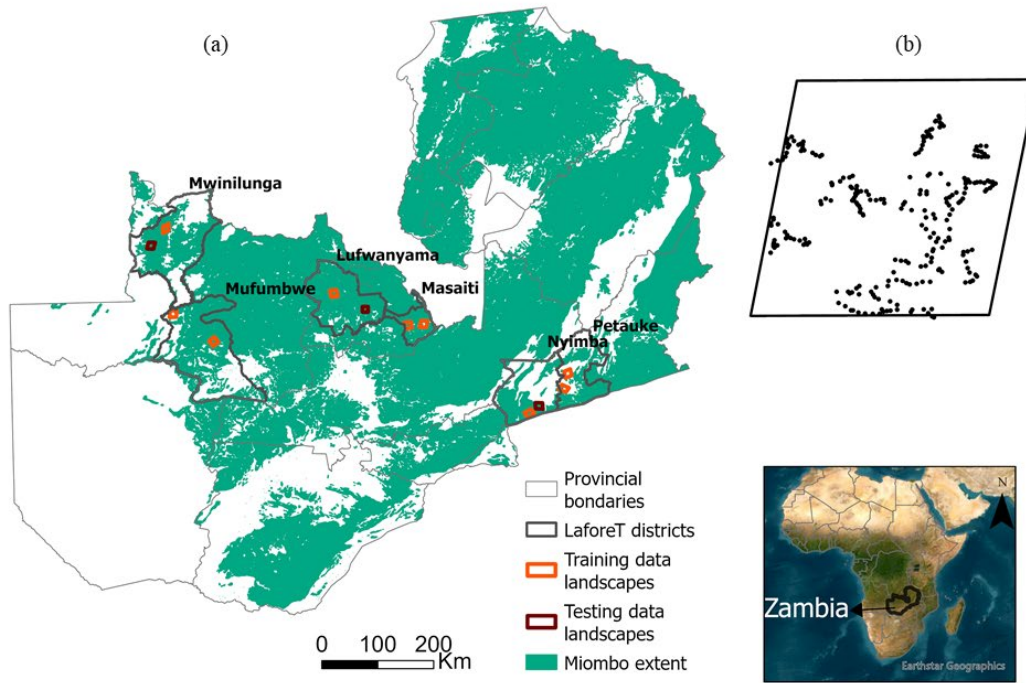 (a)
(b)
Mwinilunga
Lufwanyama
Mufumbwe
Masaiti
Petauke
Nyimba
Provincial
bondaries
LaforeT districts
Training data
landscapes
Testing data
landscapes
Miombo extent
0 100 200
Km
N
Zambia
Earthstar Geographics